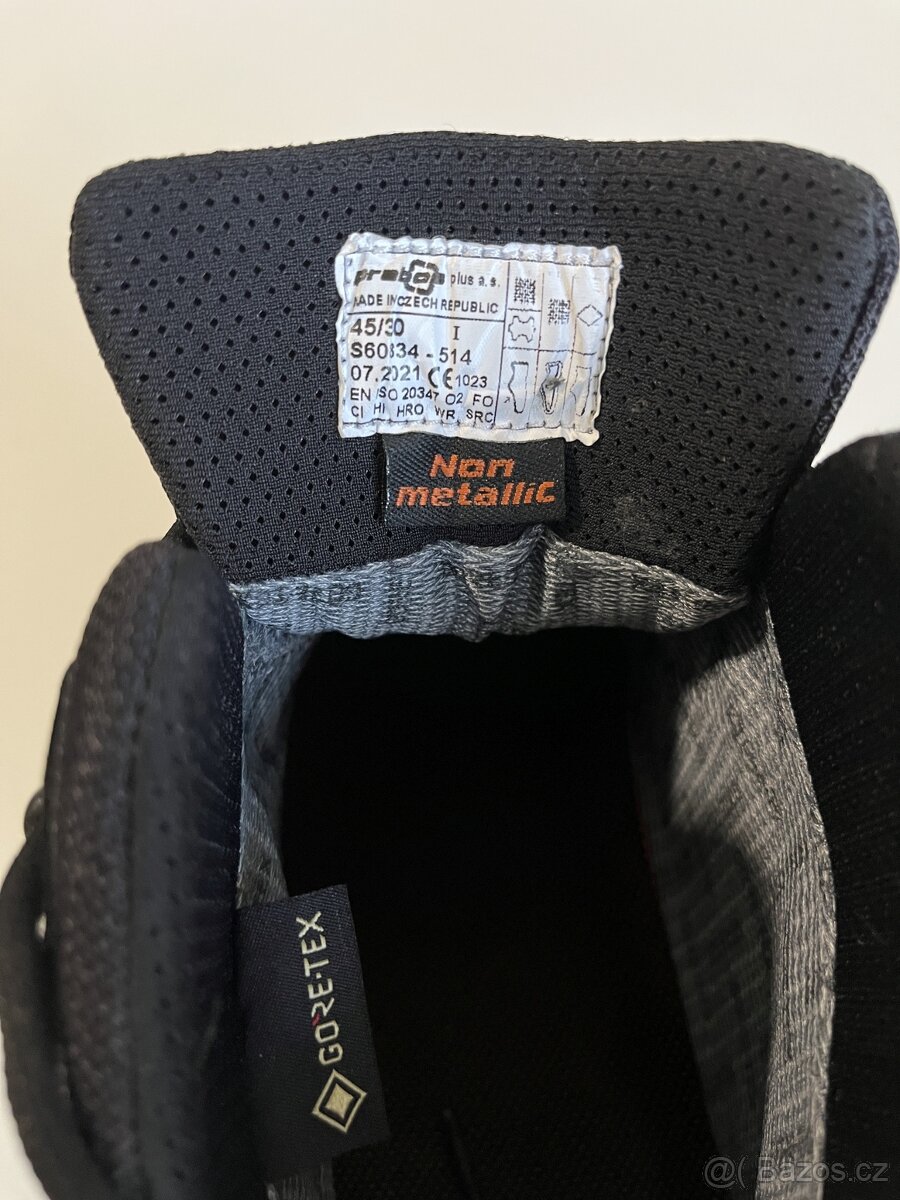 prabos plus a.s.
MADE IN CZECH REPUBLIC
45/30 I
S60834 - 514
07.2021 CE 1023
EN ISO 20347 O2 FO
CI HI HRO WR SRC
Non
metallic
GORE-TEX
@( Bazos.cz